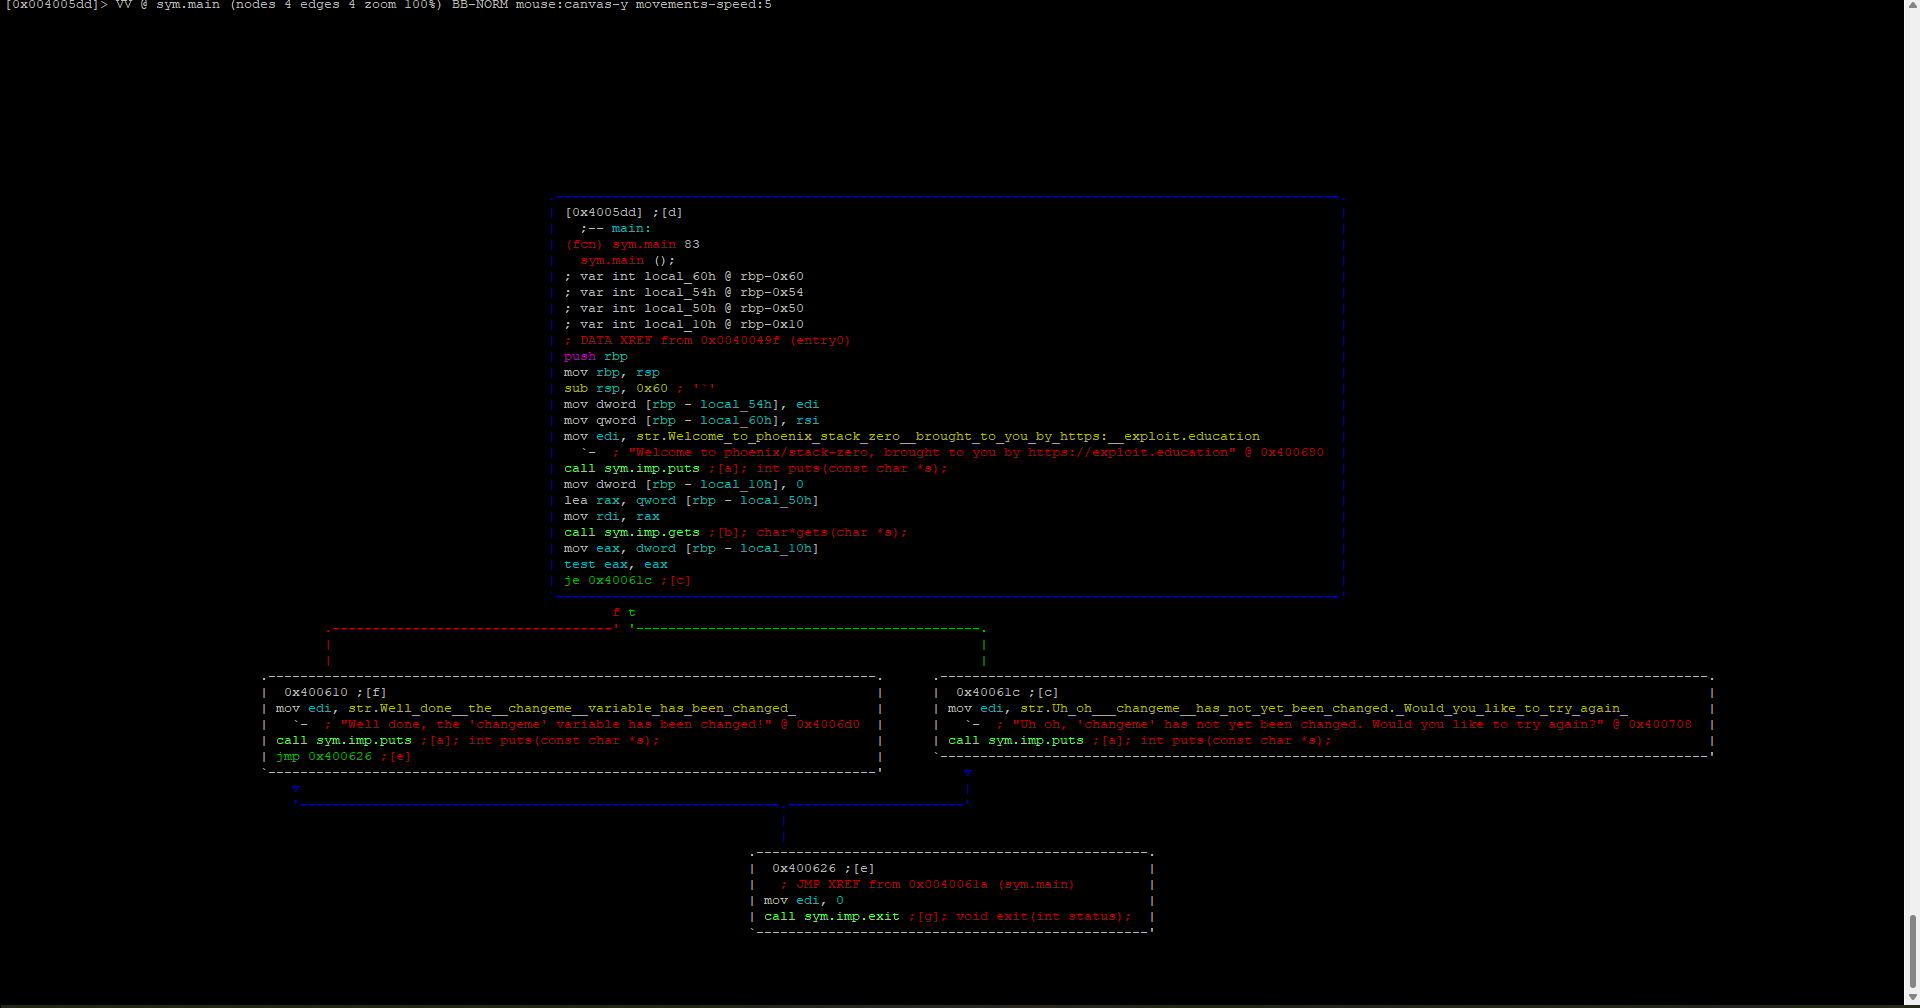 [0x004005dd]> VV @ sym.main (nodes 4 edges 4 zoom 100%) BB-NORM mouse:canvas-y movements-speed:5
[0x4005dd] ;[d]
;-- main:
(fcn) sym.main 83
sym.main ();
; var int local_60h @ rbp-0x60
; var int local_54h @ rbp-0x54
; var int local_50h @ rbp-0x50
; var int local_10h @ rbp-0x10
; DATA XREF from 0x0040049f (entry0)
push rbp
mov rbp, rsp
sub rsp, 0x60 ; '`'
mov dword [rbp - local_54h], edi
mov qword [rbp - local_60h], rsi
mov edi, str.Welcome_to_phoenix_stack_zero__brought_to_you_by_https:__exploit.education
`- ; "Welcome to phoenix/stack-zero, brought to you by https://exploit.education" @ 0x400680
call sym.imp.puts ;[a]; int puts(const char *s);
mov dword [rbp - local_10h], 0
lea rax, qword [rbp - local_50h]
mov rdi, rax
call sym.imp.gets ;[b]; char*gets(char *s);
mov eax, dword [rbp - local_10h]
test eax, eax
je 0x40061c ;[c]
f t
0x400610 ;[f]
mov edi, str.Well_done__the__changeme__variable_has_been_changed_
`- ; "Well done, the 'changeme' variable has been changed!" @ 0x4006d0
call sym.imp.puts ;[a]; int puts(const char *s);
jmp 0x400626 ;[e]
0x40061c ;[c]
mov edi, str.Uh_oh___changeme__has_not_yet_been_changed._Would_you_like_to_try_again_
`- ; "Uh oh, 'changeme' has not yet been changed. Would you like to try again?" @ 0x400708
call sym.imp.puts ;[a]; int puts(const char *s);
0x400626 ;[e]
; JMP XREF from 0x0040061a (sym.main)
mov edi, 0
call sym.imp.exit ;[g]; void exit(int status);